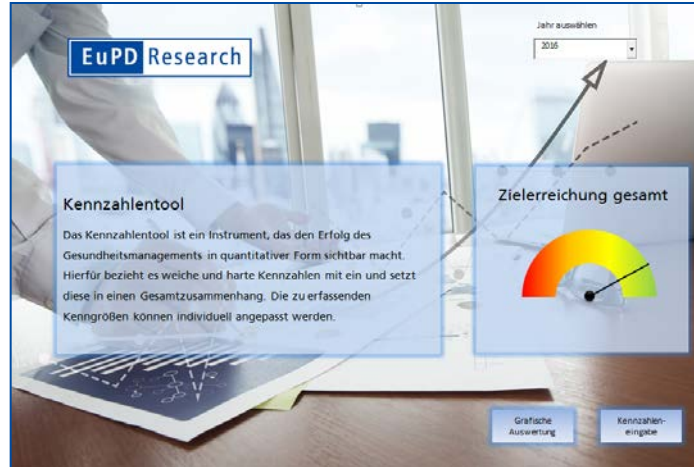 EuPD Research
Jahr auswählen
2016
Kennzahlentool
Das Kennzahlentool ist ein Instrument, das den Erfolg des
Gesundheitsmanagements in quantitativer Form sichtbar macht.
Hierfür bezieht es weiche und harte Kennzahlen mit ein und setzt
diese in einen Gesamtzusammenhang. Die zu erfassenden
Kenngrößen können individuell angepasst werden.
Zielerreichung gesamt
Grafische
Auswertung
Kennzahlen-
eingabe